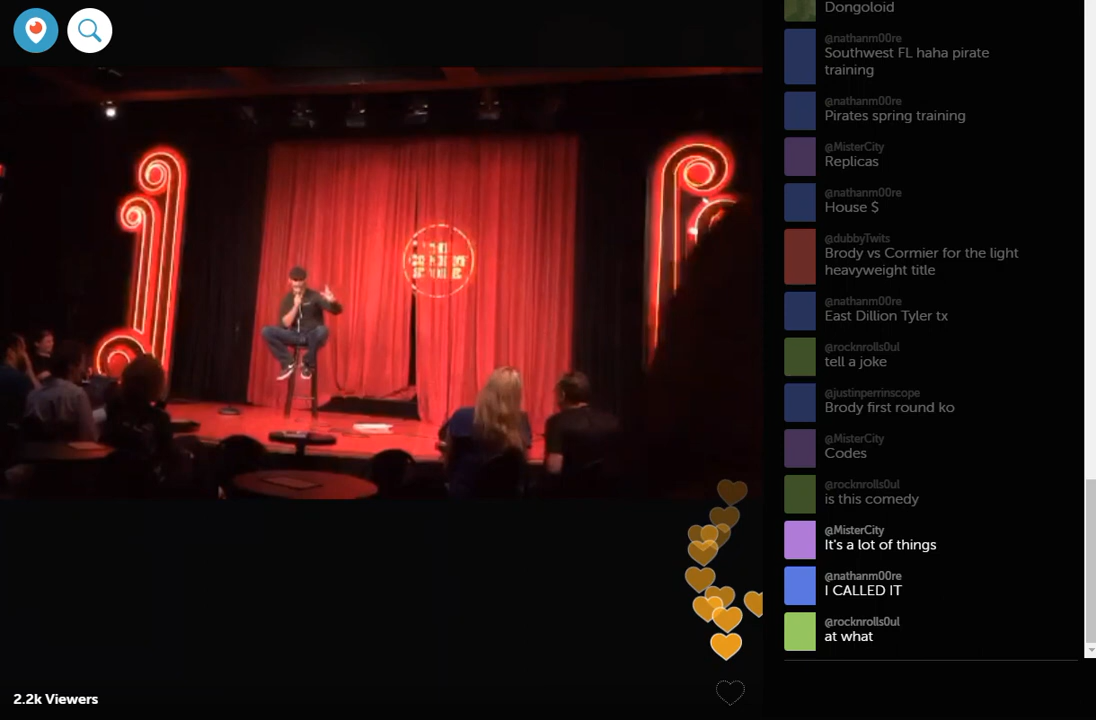 Dongoloid
@nathanm00re
Southwest FL haha pirate
training
@nathanm00re
Pirates spring training
@MisterCity
Replicas
@nathanm00re
House $
@dubbyTwits
Brody vs Cormier for the light
heavyweight title
@nathanm00re
East Dillion Tyler tx
@rocknrolls0ul
tell a joke
@justinperrinscope
Brody first round ko
@MisterCity
Codes
@rocknrolls0ul
is this comedy
@MisterCity
It's a lot of things
@nathanm00re
I CALLED IT
@rocknrolls0ul
at what
2.2k Viewers